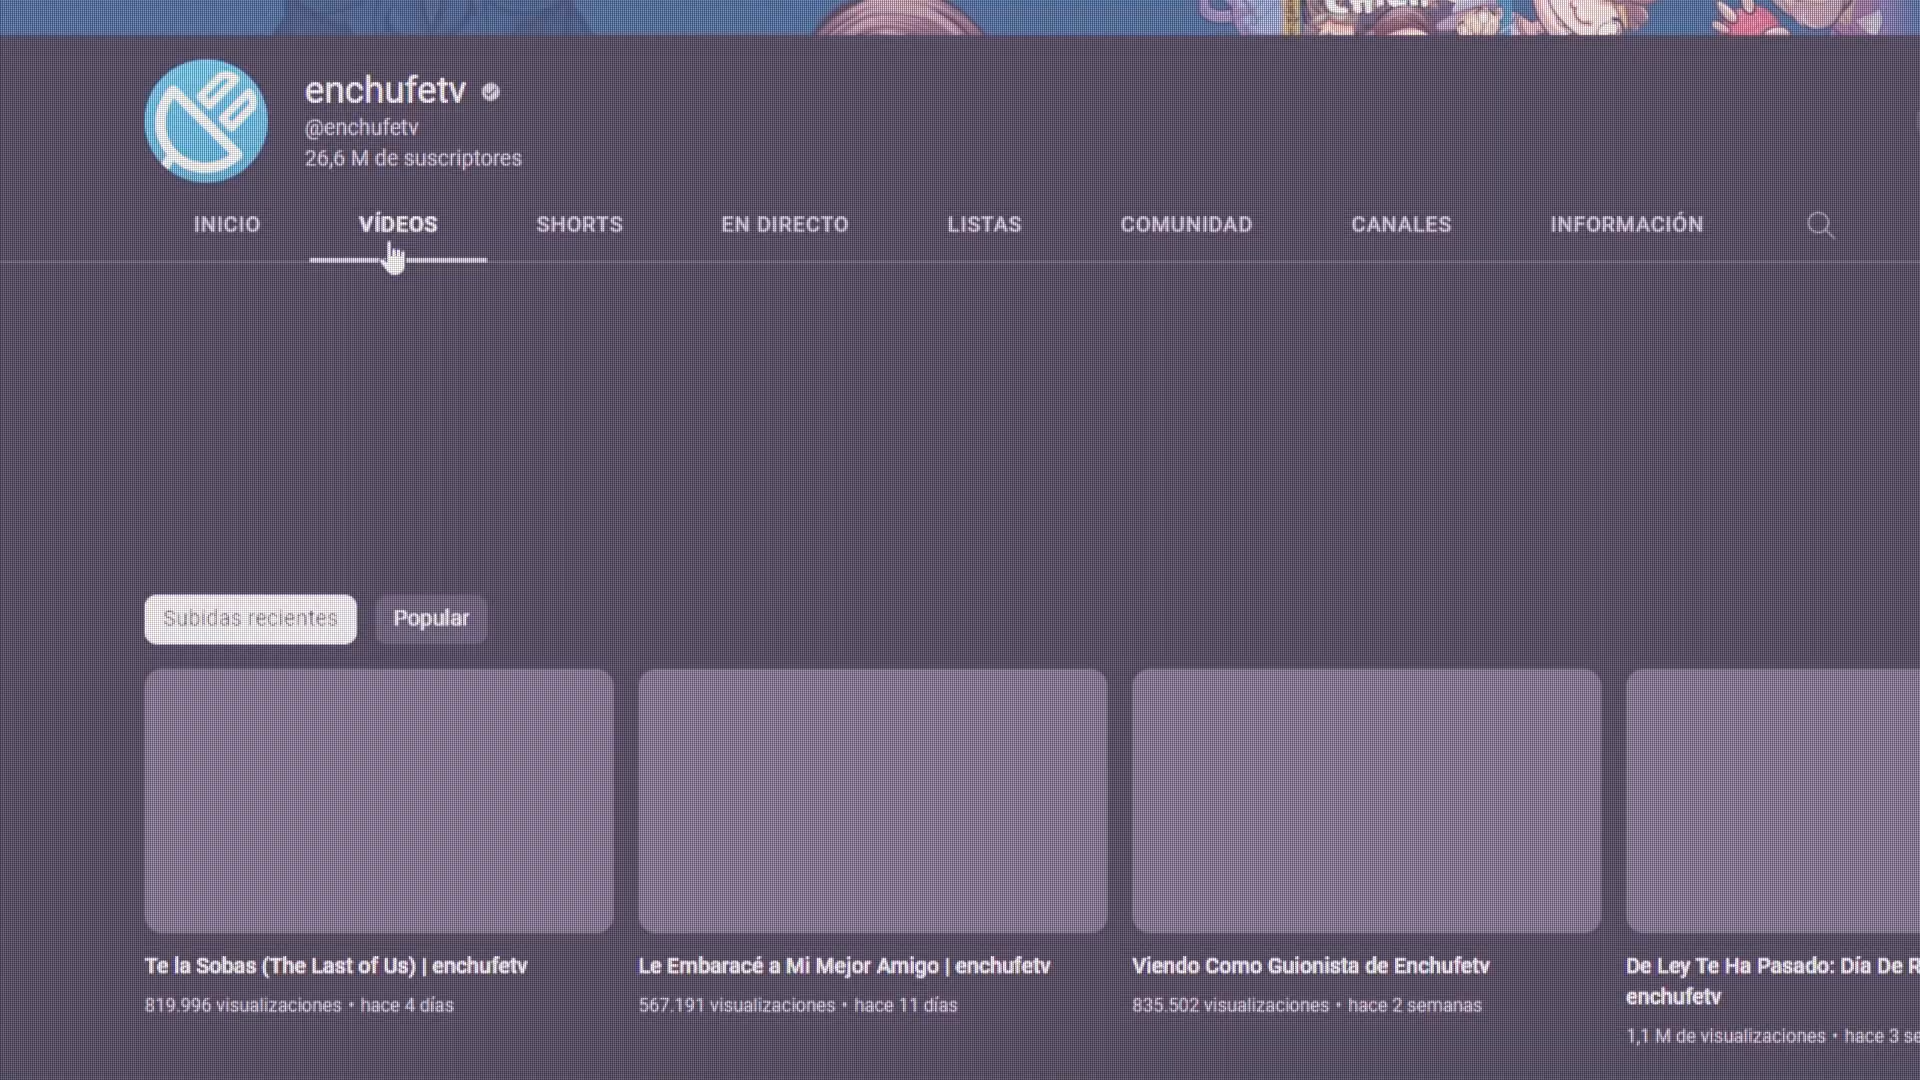 enchufetv
@enchufetv
26,6 M de suscriptores
INICIO VÍDEOS SHORTS EN DIRECTO LISTAS COMUNIDAD CANALES INFORMACIÓN
Subidas recientes Popular
Te la Sobas (The Last of Us) | enchufetv
819.996 visualizaciones • hace 4 días
Le Embaracé a Mi Mejor Amigo | enchufetv
567.191 visualizaciones • hace 11 días
Viendo Como Guionista de Enchufetv
835.502 visualizaciones • hace 2 semanas
De Ley Te Ha Pasado: Día De
enchufetv
1,1 M de visualizaciones • hace 3